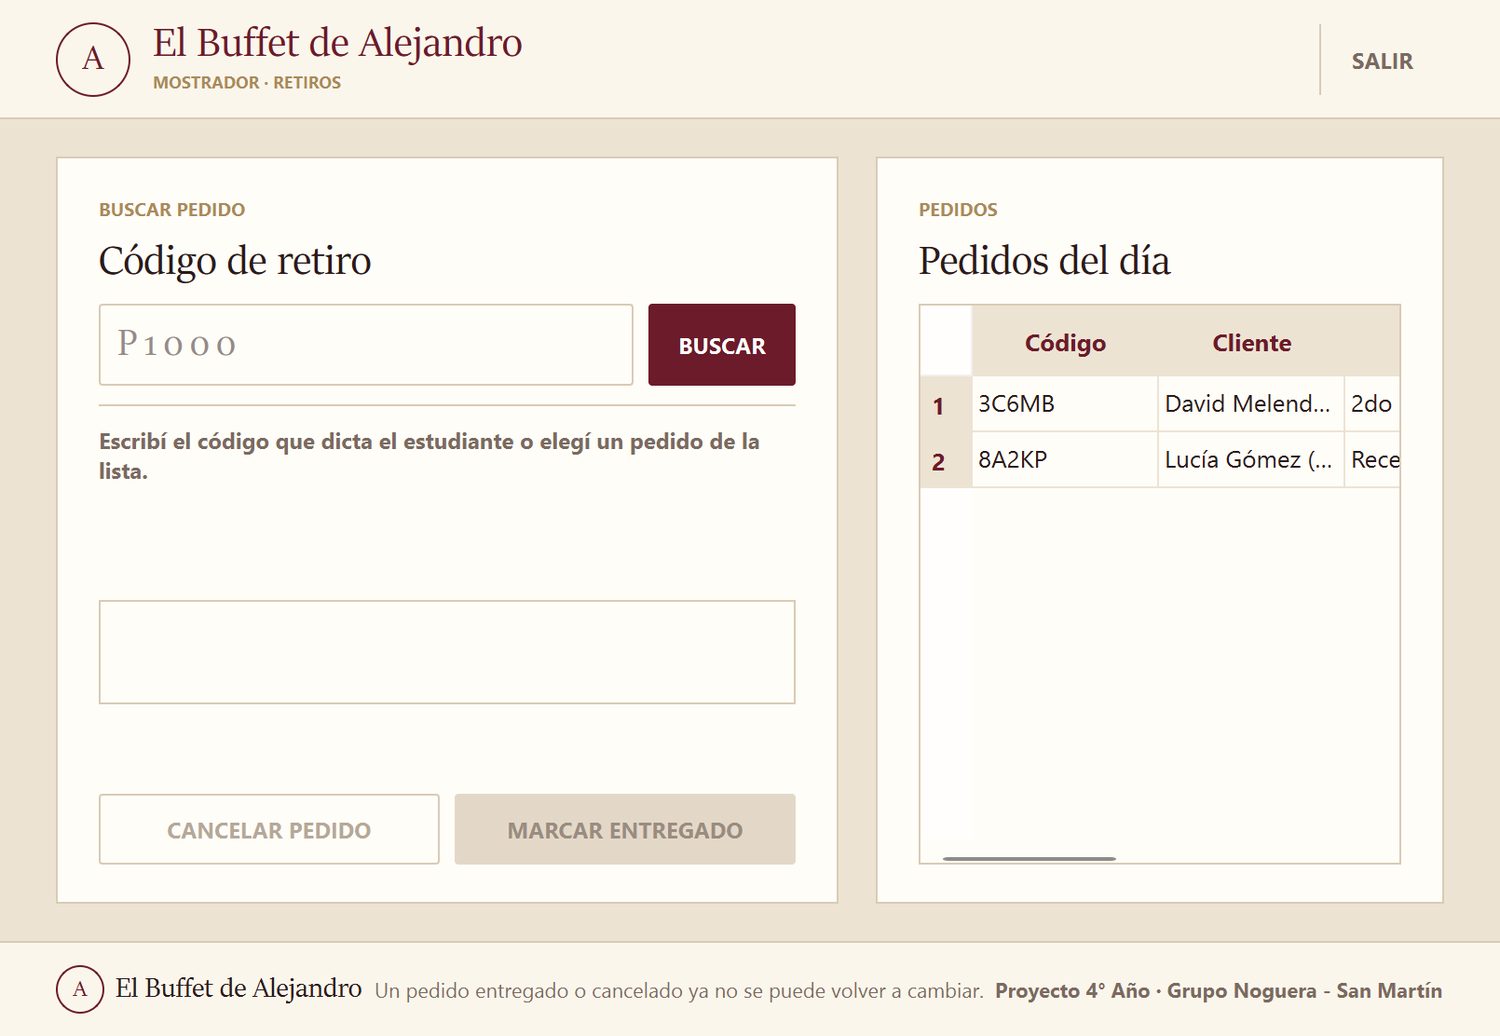 A
El Buffet de Alejandro
MOSTRADOR · RETIROS
SALIR
BUSCAR PEDIDO
Código de retiro
P1000
BUSCAR
Escribí el código que dicta el estudiante o elegí un pedido de la
lista.
CANCELAR PEDIDO
MARCAR ENTREGADO
PEDIDOS
Pedidos del día
Código Cliente
1 3C6MB David Melend... 2do
2 8A2KP Lucía Gómez (... Rece
A
El Buffet de Alejandro
Un pedido entregado o cancelado ya no se puede volver a cambiar.
Proyecto 4° Año · Grupo Noguera - San Martín